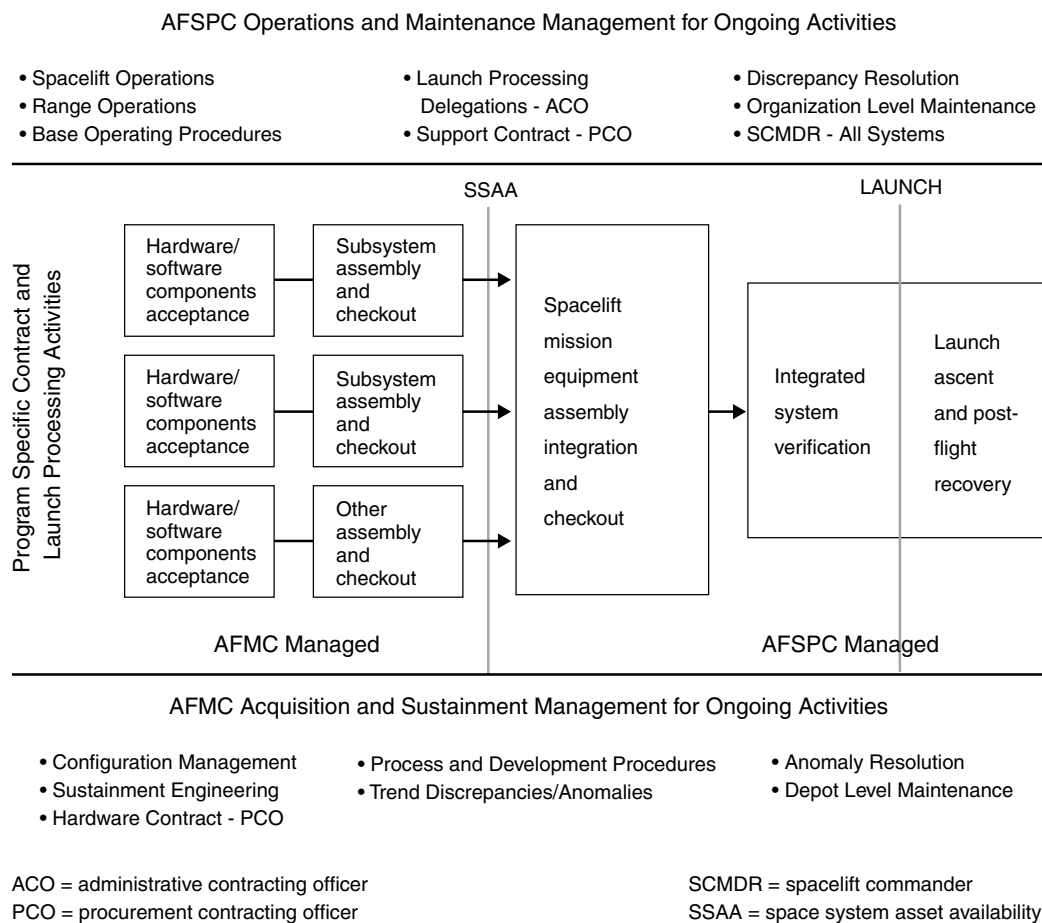 AFSPC Operations and Maintenance Management for Ongoing Activities
• Spacelift Operations
• Range Operations
• Base Operating Procedures
• Launch Processing
Delegations - ACO
• Support Contract - PCO
• Discrepancy Resolution
• Organization Level Maintenance
• SCMDR - All Systems
SSAA
LAUNCH
Program Specific Contract and
Launch Processing Activities
Hardware/
software
components
acceptance
Subsystem
assembly
and
checkout
Hardware/
software
components
acceptance
Subsystem
assembly
and
checkout
Hardware/
software
components
acceptance
Other
assembly
and
checkout
Spacelift
mission
equipment
assembly
integration
and
checkout
Integrated
system
verification
Launch
ascent
and post-
flight
recovery
AFMC Managed
AFSPC Managed
AFMC Acquisition and Sustainment Management for Ongoing Activities
• Configuration Management
• Sustainment Engineering
• Hardware Contract - PCO
• Process and Development Procedures
• Trend Discrepancies/Anomalies
• Anomaly Resolution
• Depot Level Maintenance
ACO = administrative contracting officer
PCO = procurement contracting officer
SCMDR = spacelift commander
SSAA = space system asset availability